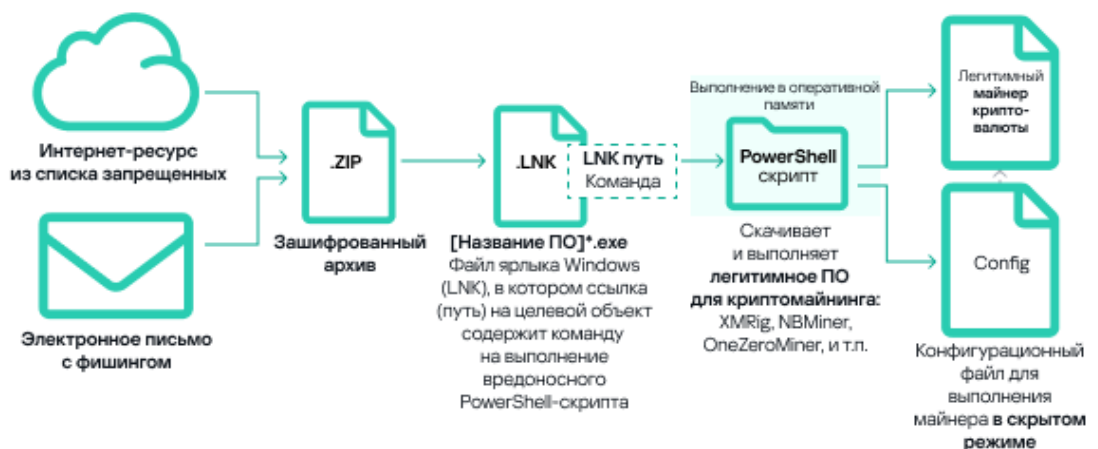 Интернет-ресурс
из списка запрещенных
Электронное письмо
с фишингом
.ZIP
Зашифрованный
архив
.LNK
LNK путь
Команда
[Название ПО]*.exe
Файл ярлыка Windows
(LNK), в котором ссылка
(путь) на целевой объект
содержит команду
на выполнение
вредоносного
PowerShell-скрипта
Выполнение в оперативной
памяти
PowerShell
скрипт
Скачивает
и выполняет
легитимное ПО
для криптомайнинга:
XMRig, NBMiner,
OneZeroMiner, и т.п.
Легитимный
майнер
крипто-
валюты
Config
Конфигурационный
файл для
выполнения
майнера в скрытом
режиме